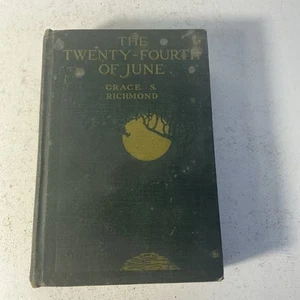 THE
TWENTY-FOURTH
OF JUNE
GRACE S.
RICHMOND